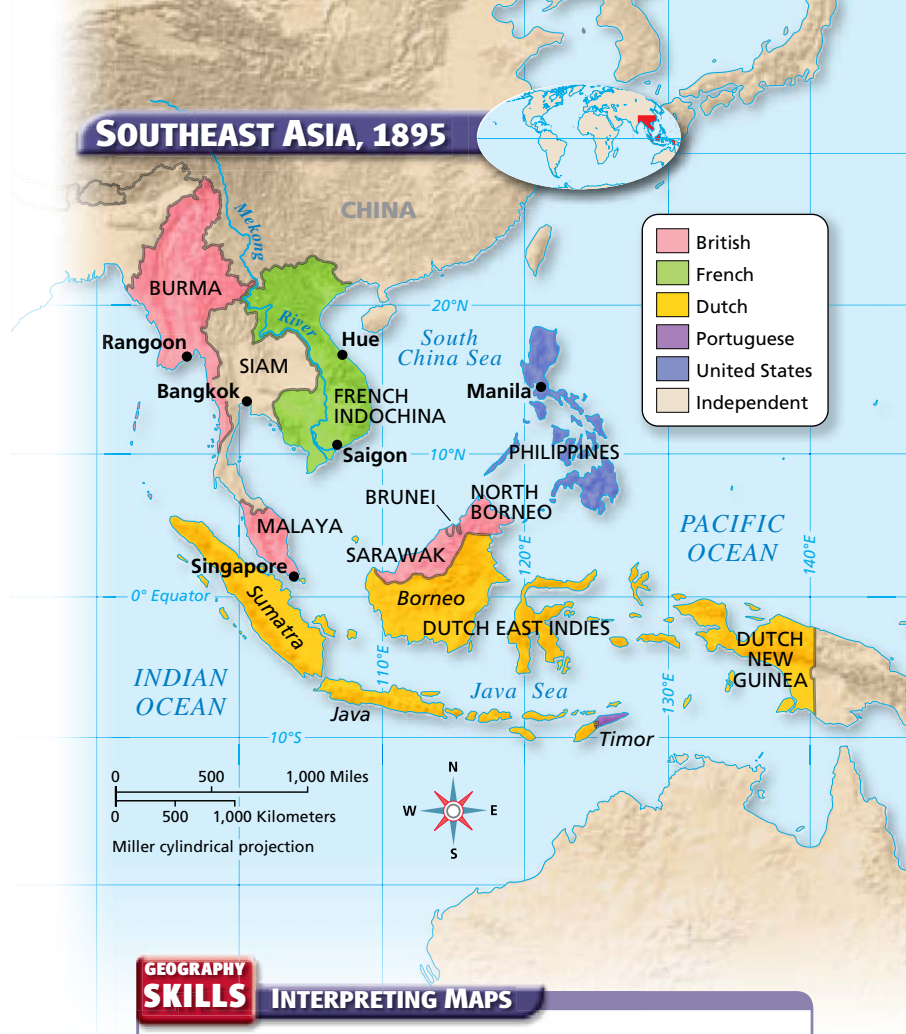 SOUTHEAST ASIA, 1895
CHINA
Mekong
River
British
French
Dutch
Portuguese
United States
Independent
BURMA
20°N
Rangoon
Hue
South
China Sea
SIAM
Bangkok
Manila
FRENCH
INDOCHINA
Saigon
10°N
PHILIPPINES
BRUNEI
NORTH
BORNEO
MALAYA
PACIFIC
OCEAN
SARAWAK
120°E
140°E
Singapore
0° Equator
Sumatra
Borneo
DUTCH EAST INDIES
DUTCH
NEW
GUINEA
110°E
INDIAN
OCEAN
Java Sea
130°E
Java
10°S
Timor
0 500 1,000 Miles
0 500 1,000 Kilometers
Miller cylindrical projection
N
W E
S
GEOGRAPHY
SKILLS INTERPRETING MAPS